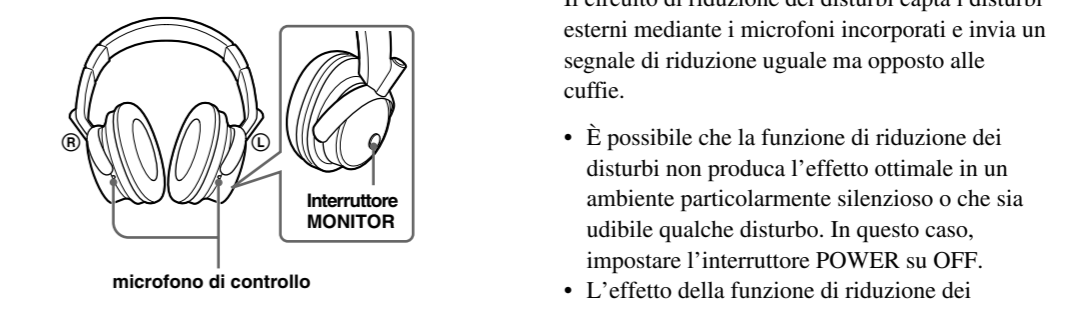 R
L
Interruttore
MONITOR
microfono di controllo
Il circuito di riduzione dei disturbi capta i disturbi
esterni mediante i microfoni incorporati e invia un
segnale di riduzione uguale ma opposto alle
cuffie.
• È possibile che la funzione di riduzione dei
disturbi non produca l’effetto ottimale in un
ambiente particolarmente silenzioso o che sia
udibile qualche disturbo. In questo caso,
impostare l’interruttore POWER su OFF.
• L’effetto della funzione di riduzione dei